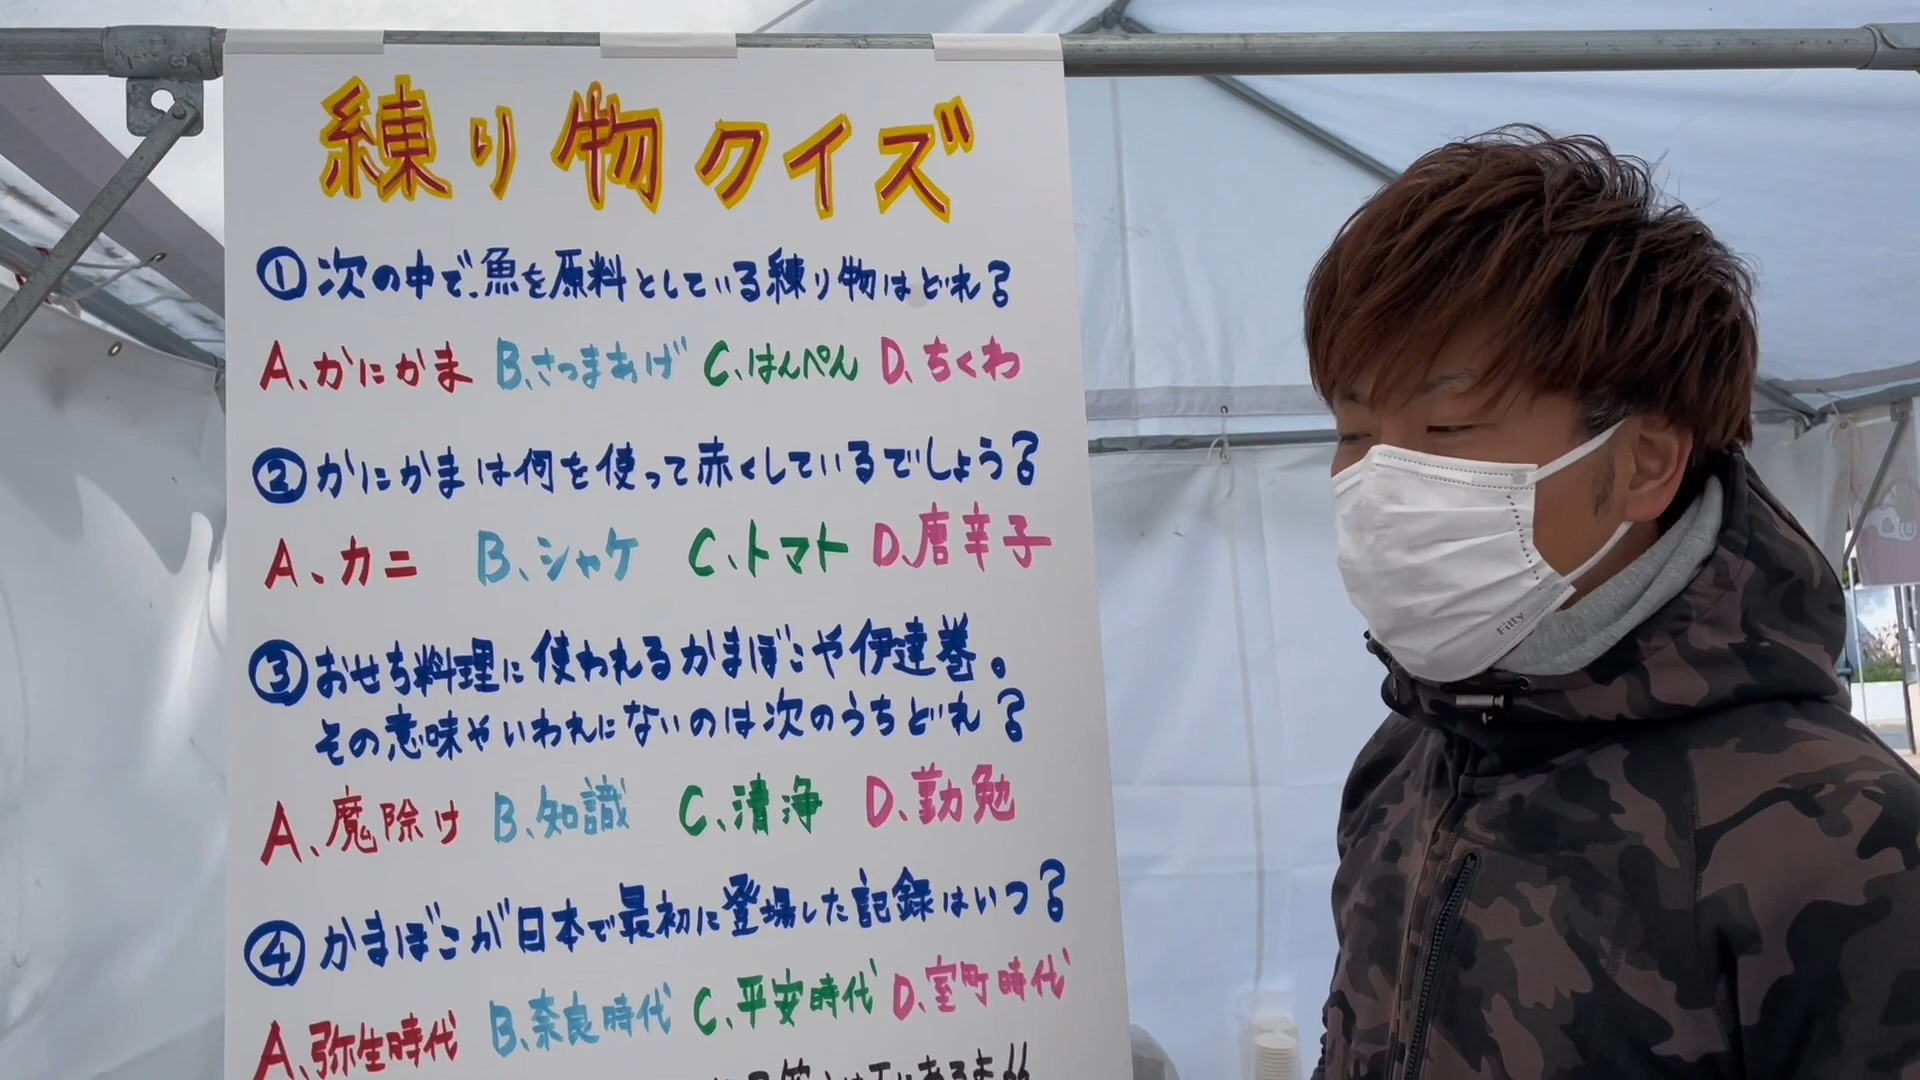 練り物クイズ
①次の中で、魚を原料としている練り物はどれ?
A、かにかま B、さつまあげ C、はんぺん D、ちくわ
②かにかまは何を使って赤くしているでしょう?
A、カニ B、シャケ C、トマト D、唐辛子
③おせち料理に使われるかまぼこや伊達巻。
その意味やいわれにないのは次のうちどれ?
A、魔除け B、知識 C、清浄 D、勤勉
④かまぼこが日本で最初に登場した記録はいつ?
A、弥生時代 B、奈良時代 C、平安時代 D、室町時代
Fitty